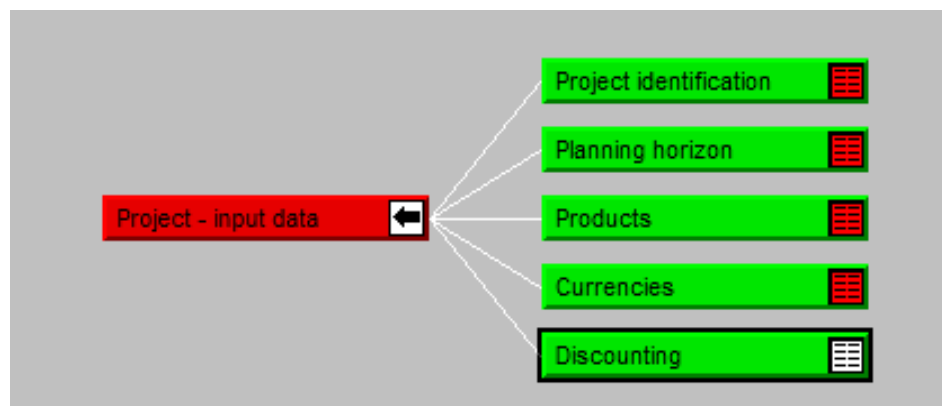 Project identification
Planning horizon
Project - input data
Products
Currencies
Discounting